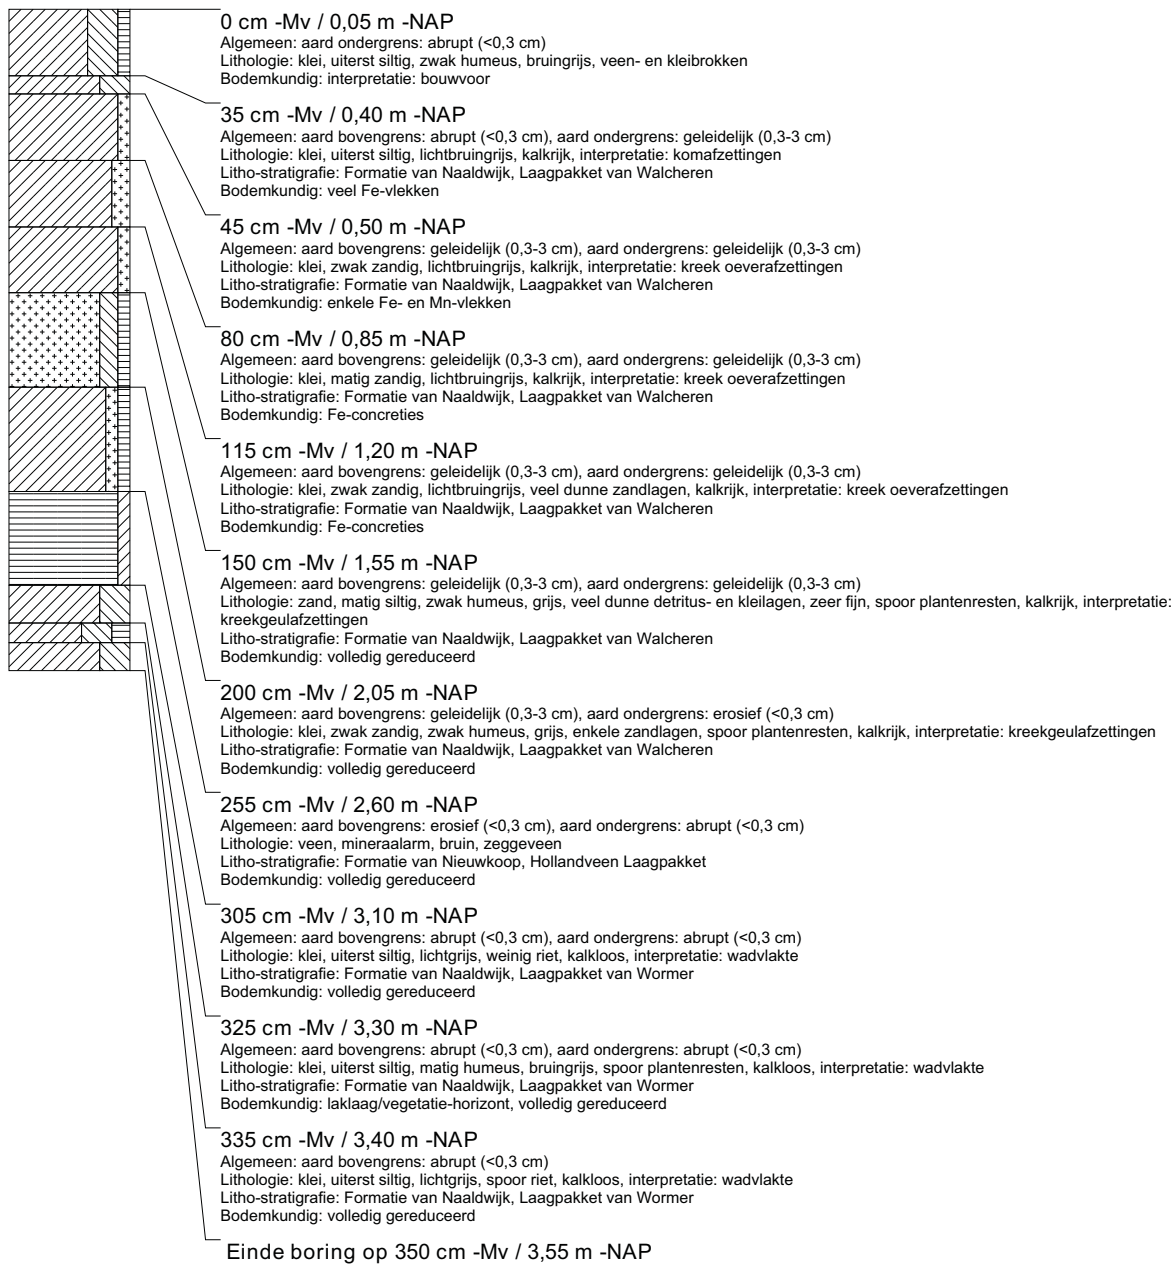 0 cm -Mv / 0,05 m -NAP
Algemeen: aard ondergrens: abrupt (<0,3 cm)
Lithologie: klei, uiterst siltig, zwak humeus, bruingrijs, veen- en kleibrokken
Bodemkundig: interpretatie: bouwvoor
35 cm -Mv / 0,40 m -NAP
Algemeen: aard bovengrens: abrupt (<0,3 cm), aard ondergrens: geleidelijk (0,3-3 cm)
Lithologie: klei, uiterst siltig, lichtbruingrijs, kalkrijk, interpretatie: komafzettingen
Litho-stratigrafie: Formatie van Naaldwijk, Laagpakket van Walcheren
Bodemkundig: veel Fe-vlekken
45 cm -Mv / 0,50 m -NAP
Algemeen: aard bovengrens: geleidelijk (0,3-3 cm), aard ondergrens: geleidelijk (0,3-3 cm)
Lithologie: klei, zwak zandig, lichtbruingrijs, kalkrijk, interpretatie: kreek oeverafzettingen
Litho-stratigrafie: Formatie van Naaldwijk, Laagpakket van Walcheren
Bodemkundig: enkele Fe- en Mn-vlekken
80 cm -Mv / 0,85 m -NAP
Algemeen: aard bovengrens: geleidelijk (0,3-3 cm), aard ondergrens: geleidelijk (0,3-3 cm)
Lithologie: klei, matig zandig, lichtbruingrijs, kalkrijk, interpretatie: kreek oeverafzettingen
Litho-stratigrafie: Formatie van Naaldwijk, Laagpakket van Walcheren
Bodemkundig: Fe-concreties
115 cm -Mv / 1,20 m -NAP
Algemeen: aard bovengrens: geleidelijk (0,3-3 cm), aard ondergrens: geleidelijk (0,3-3 cm)
Lithologie: klei, zwak zandig, lichtbruingrijs, veel dunne zandlagen, kalkrijk, interpretatie: kreek oeverafzettingen
Litho-stratigrafie: Formatie van Naaldwijk, Laagpakket van Walcheren
Bodemkundig: Fe-concreties
150 cm -Mv / 1,55 m -NAP
Algemeen: aard bovengrens: geleidelijk (0,3-3 cm), aard ondergrens: geleidelijk (0,3-3 cm)
Lithologie: zand, matig siltig, zwak humeus, grijs, veel dunne detritus- en kleilagen, zeer fijn, spoor plantenresten, kalkrijk, interpretatie:
kreekgeulafzettingen
Litho-stratigrafie: Formatie van Naaldwijk, Laagpakket van Walcheren
Bodemkundig: volledig gereduceerd
200 cm -Mv / 2,05 m -NAP
Algemeen: aard bovengrens: geleidelijk (0,3-3 cm), aard ondergrens: erosief (<0,3 cm)
Lithologie: klei, zwak zandig, zwak humeus, grijs, enkele zandlagen, spoor plantenresten, kalkrijk, interpretatie: kreekgeulafzettingen
Litho-stratigrafie: Formatie van Naaldwijk, Laagpakket van Walcheren
Bodemkundig: volledig gereduceerd
255 cm -Mv / 2,60 m -NAP
Algemeen: aard bovengrens: erosief (<0,3 cm), aard ondergrens: abrupt (<0,3 cm)
Lithologie: veen, mineraalarm, bruin, zeggeveen
Litho-stratigrafie: Formatie van Nieuwkoop, Hollandveen Laagpakket
Bodemkundig: volledig gereduceerd
305 cm -Mv / 3,10 m -NAP
Algemeen: aard bovengrens: abrupt (<0,3 cm), aard ondergrens: abrupt (<0,3 cm)
Lithologie: klei, uiterst siltig, lichtgrijs, weinig riet, kalkloos, interpretatie: wadvlakte
Litho-stratigrafie: Formatie van Naaldwijk, Laagpakket van Wormer
Bodemkundig: volledig gereduceerd
325 cm -Mv / 3,30 m -NAP
Algemeen: aard bovengrens: abrupt (<0,3 cm), aard ondergrens: abrupt (<0,3 cm)
Lithologie: klei, uiterst siltig, matig humeus, bruingrijs, spoor plantenresten, kalkloos, interpretatie: wadvlakte
Litho-stratigrafie: Formatie van Naaldwijk, Laagpakket van Wormer
Bodemkundig: laklaag/vegetatie-horizont, volledig gereduceerd
335 cm -Mv / 3,40 m -NAP
Algemeen: aard bovengrens: abrupt (<0,3 cm)
Lithologie: klei, uiterst siltig, lichtgrijs, spoor riet, kalkloos, interpretatie: wadvlakte
Litho-stratigrafie: Formatie van Naaldwijk, Laagpakket van Wormer
Bodemkundig: volledig gereduceerd
Einde boring op 350 cm -Mv / 3,55 m -NAP